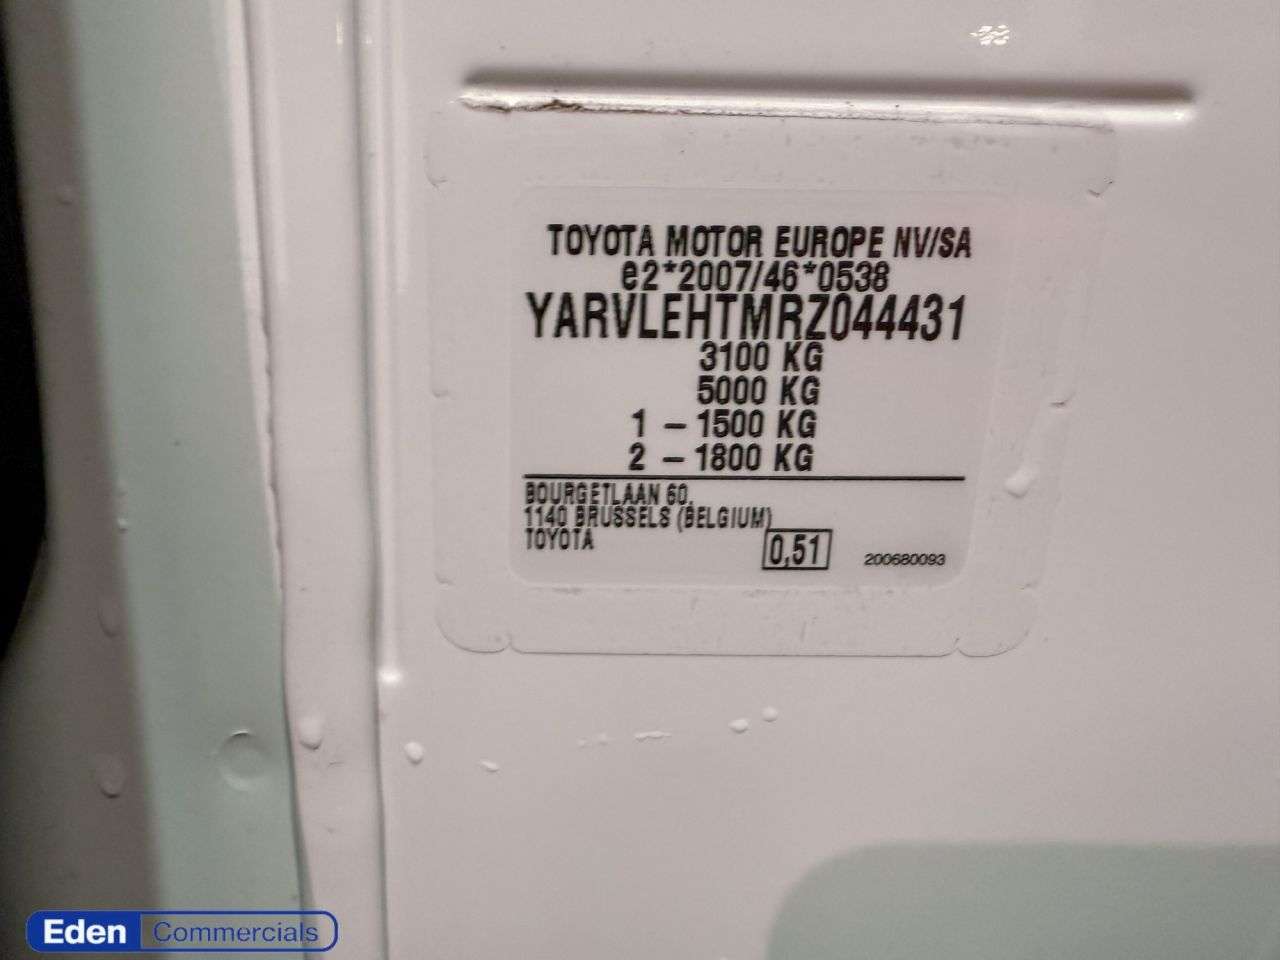 TOYOTA MOTOR EUROPE NV/SA
e2*2007/46*0538
YARVLEHTMRZ044431
3100 KG
5000 KG
1 – 1500 KG
2 – 1800 KG
BOURGETLAAN 60,
1140 BRUSSELS (BELGIUM)
TOYOTA
0,51
200680093
Eden Commercials